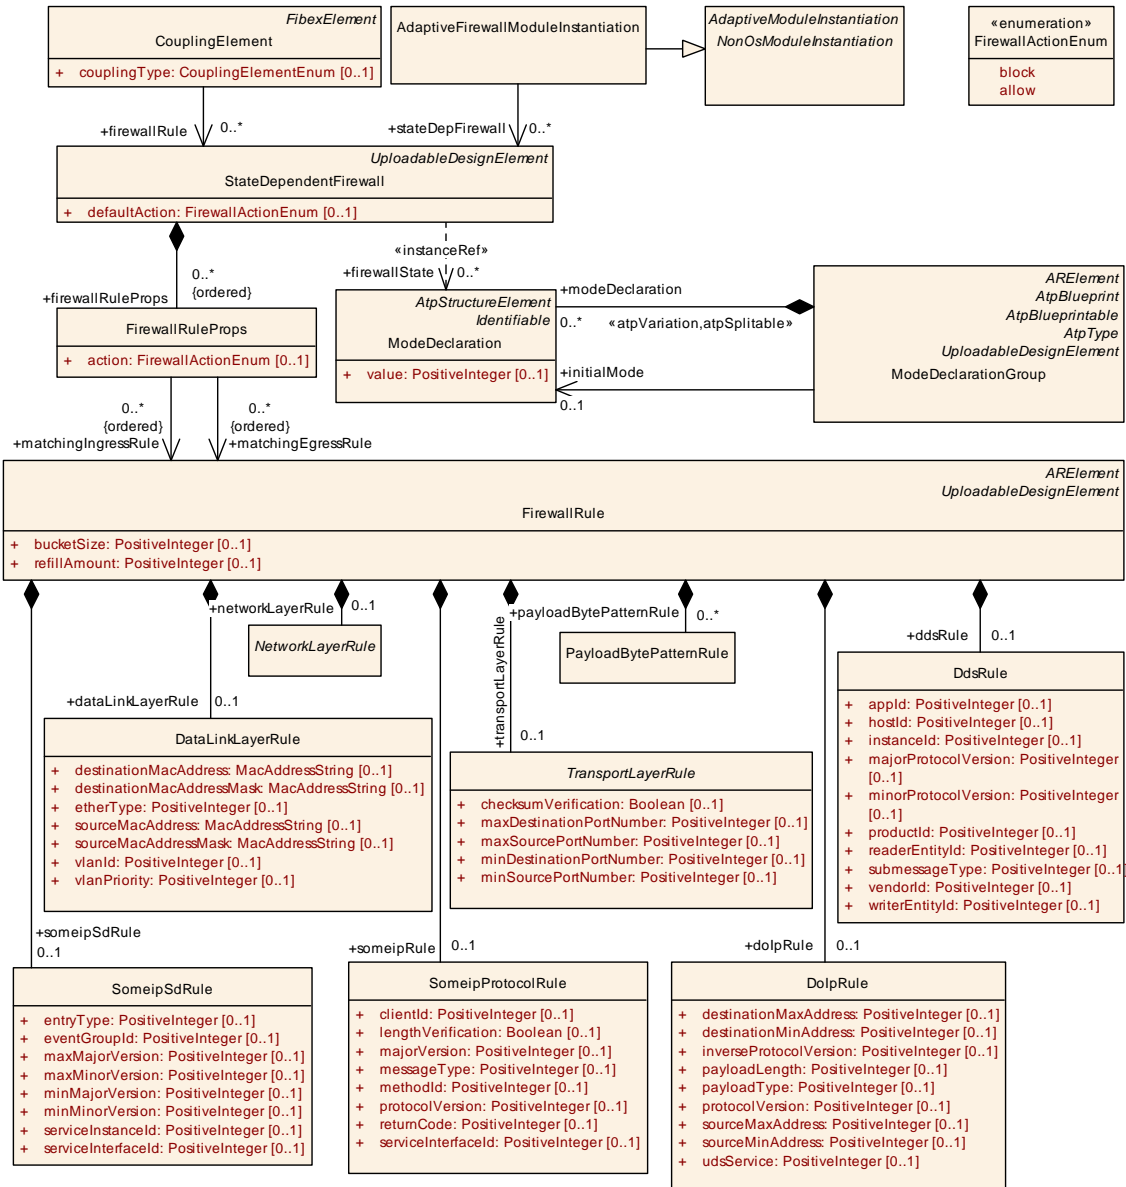 FibexElement
CouplingElement
+ couplingType: CouplingElementEnum [0..1]
AdaptiveFirewallModuleInstantiation
AdaptiveModuleInstantiation
NonOsModuleInstantiation
«enumeration»
FirewallActionEnum
block
allow
+firewallRule 0..*
+stateDepFirewall 0..*
UploadableDesignElement
StateDependentFirewall
+ defaultAction: FirewallActionEnum [0..1]
«instanceRef»
+firewallState 0..*
0..*
{ordered}
+firewallRuleProps
FirewallRuleProps
+ action: FirewallActionEnum [0..1]
AtpStructureElement
Identifiable
ModeDeclaration
+ value: PositiveInteger [0..1]
+modeDeclaration
0..* «atpVariation,atpSplitable»
+initialMode
0..1
ARElement
AtpBlueprint
AtpBlueprintable
AtpType
UploadableDesignElement
ModeDeclarationGroup
0..*
{ordered}
+matchingIngressRule
0..*
{ordered}
+matchingEgressRule
ARElement
UploadableDesignElement
FirewallRule
+ bucketSize: PositiveInteger [0..1]
+ refillAmount: PositiveInteger [0..1]
+networkLayerRule 0..1
NetworkLayerRule
+payloadBytePatternRule 0..*
PayloadBytePatternRule
+transportLayerRule
0..1
+ddsRule 0..1
DdsRule
+ appId: PositiveInteger [0..1]
+ hostId: PositiveInteger [0..1]
+ instanceId: PositiveInteger [0..1]
+ majorProtocolVersion: PositiveInteger
[0..1]
+ minorProtocolVersion: PositiveInteger
[0..1]
+ productId: PositiveInteger [0..1]
+ readerEntityId: PositiveInteger [0..1]
+ submessageType: PositiveInteger [0..1]
+ vendorId: PositiveInteger [0..1]
+ writerEntityId: PositiveInteger [0..1]
+dataLinkLayerRule 0..1
DataLinkLayerRule
+ destinationMacAddress: MacAddressString [0..1]
+ destinationMacAddressMask: MacAddressString [0..1]
+ etherType: PositiveInteger [0..1]
+ sourceMacAddress: MacAddressString [0..1]
+ sourceMacAddressMask: MacAddressString [0..1]
+ vlanId: PositiveInteger [0..1]
+ vlanPriority: PositiveInteger [0..1]
TransportLayerRule
+ checksumVerification: Boolean [0..1]
+ maxDestinationPortNumber: PositiveInteger [0..1]
+ maxSourcePortNumber: PositiveInteger [0..1]
+ minDestinationPortNumber: PositiveInteger [0..1]
+ minSourcePortNumber: PositiveInteger [0..1]
+someipSdRule
0..1
SomeipSdRule
+ entryType: PositiveInteger [0..1]
+ eventGroupId: PositiveInteger [0..1]
+ maxMajorVersion: PositiveInteger [0..1]
+ maxMinorVersion: PositiveInteger [0..1]
+ minMajorVersion: PositiveInteger [0..1]
+ minMinorVersion: PositiveInteger [0..1]
+ serviceInstanceId: PositiveInteger [0..1]
+ serviceInterfaceId: PositiveInteger [0..1]
+someipRule 0..1
SomeipProtocolRule
+ clientId: PositiveInteger [0..1]
+ lengthVerification: Boolean [0..1]
+ majorVersion: PositiveInteger [0..1]
+ messageType: PositiveInteger [0..1]
+ methodId: PositiveInteger [0..1]
+ protocolVersion: PositiveInteger [0..1]
+ returnCode: PositiveInteger [0..1]
+ serviceInterfaceId: PositiveInteger [0..1]
+doIpRule 0..1
DoIpRule
+ destinationMaxAddress: PositiveInteger [0..1]
+ destinationMinAddress: PositiveInteger [0..1]
+ inverseProtocolVersion: PositiveInteger [0..1]
+ payloadLength: PositiveInteger [0..1]
+ payloadType: PositiveInteger [0..1]
+ protocolVersion: PositiveInteger [0..1]
+ sourceMaxAddress: PositiveInteger [0..1]
+ sourceMinAddress: PositiveInteger [0..1]
+ udsService: PositiveInteger [0..1]